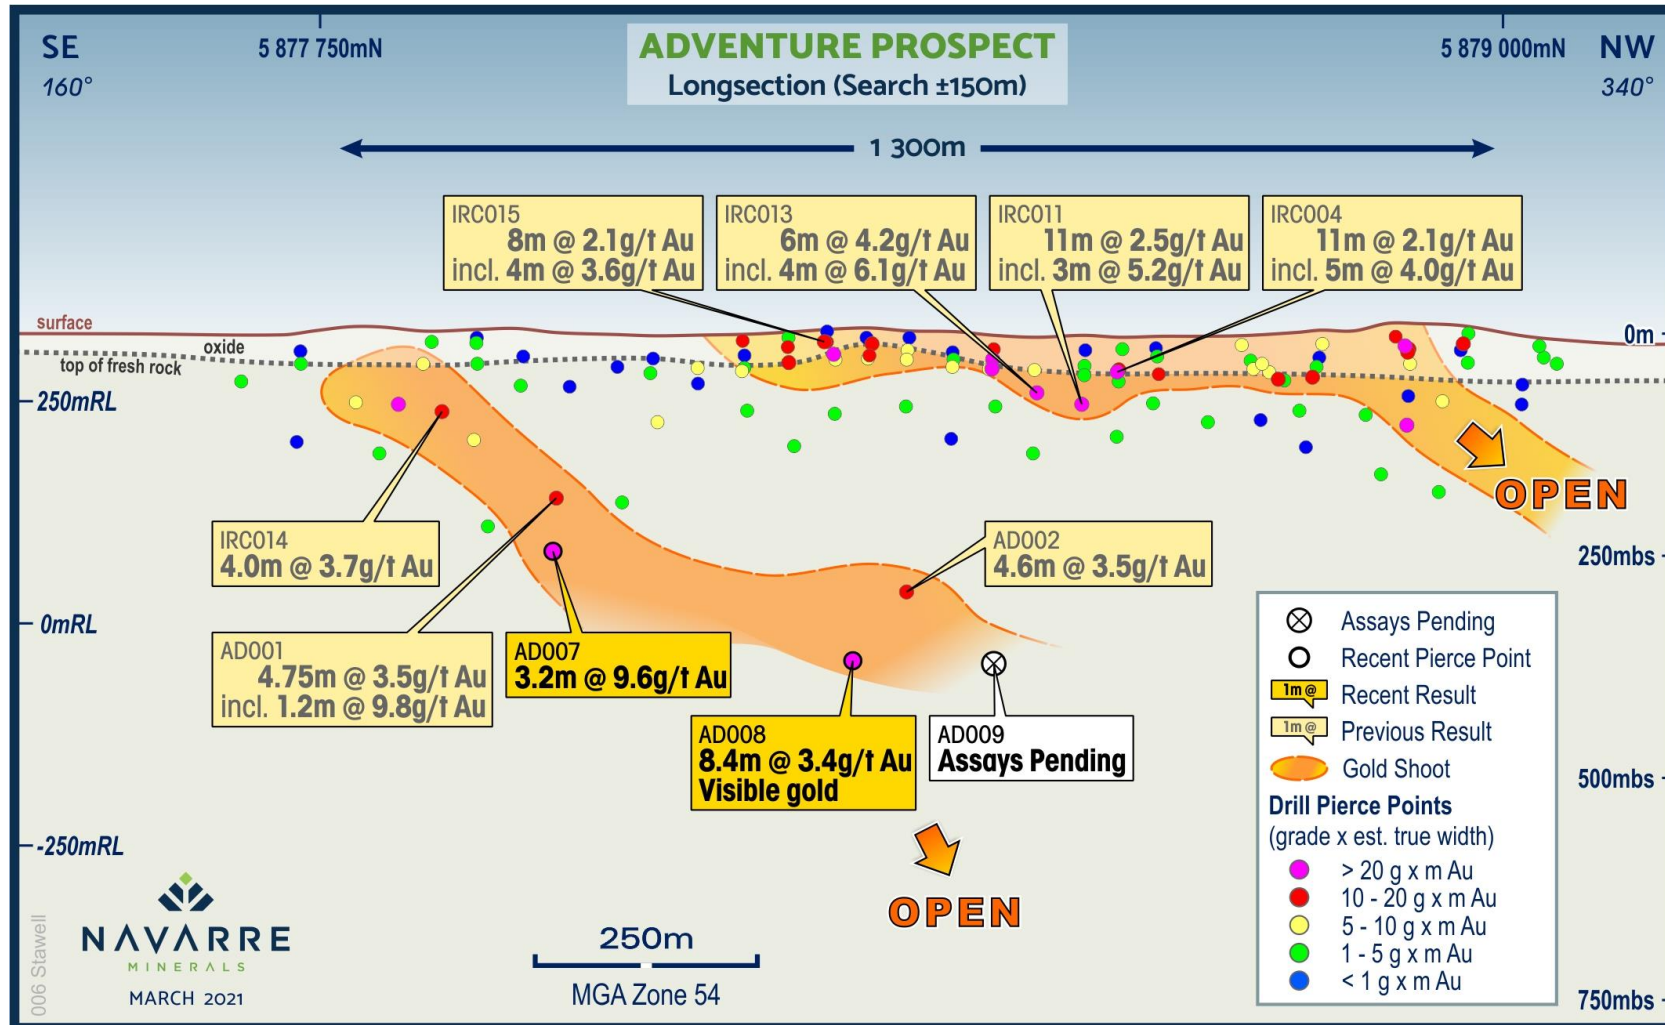 SE
160°
5 877 750mN
ADVENTURE PROSPECT
Longsection (Search ±150m)
5 879 000mN
NW
340°
1 300m
IRC015
8m @ 2.1g/t Au
incl. 4m @ 3.6g/t Au
IRC013
6m @ 4.2g/t Au
incl. 4m @ 6.1g/t Au
IRC011
11m @ 2.5g/t Au
incl. 3m @ 5.2g/t Au
IRC004
11m @ 2.1g/t Au
incl. 5m @ 4.0g/t Au
surface
oxide
top of fresh rock
0m
250mRL
OPEN
IRC014
4.0m @ 3.7g/t Au
AD002
4.6m @ 3.5g/t Au
250mbs
0mRL
AD001
4.75m @ 3.5g/t Au
incl. 1.2m @ 9.8g/t Au
AD007
3.2m @ 9.6g/t Au
AD008
8.4m @ 3.4g/t Au
Visible gold
AD009
Assays Pending
500mbs
-250mRL
OPEN
Assays Pending
Recent Pierce Point
1m @
Recent Result
1m @
Previous Result
Gold Shoot
Drill Pierce Points
(grade x est. true width)
> 20 g x m Au
10 - 20 g x m Au
5 - 10 g x m Au
1 - 5 g x m Au
< 1 g x m Au
750mbs
006 Stawell
NAVARRE
MINERALS
MARCH 2021
250m
MGA Zone 54